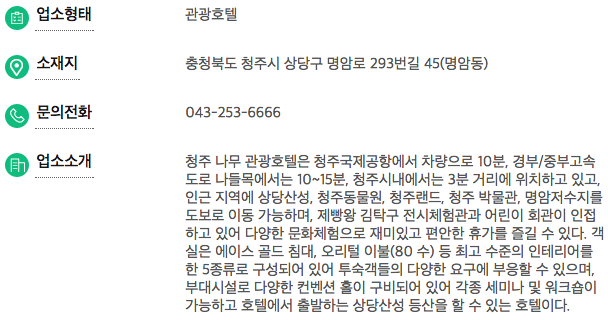 업소형태
관광호텔
소재지
충청북도 청주시 상당구 명암로 293번길 45(명암동)
문의전화
043-253-6666
업소소개
청주 나무 관광호텔은 청주국제공항에서 차량으로 10분, 경부/중부고속
도로 나들목에서는 10~15분, 청주시내에서는 3분 거리에 위치하고 있고,
인근 지역에 상당산성, 청주동물원, 청주랜드, 청주 박물관, 명암저수지를
도보로 이동 가능하며, 제빵왕 김탁구 전시체험관과 어린이 회관이 인접
하고 있어 다양한 문화체험으로 재미있고 편안한 휴가를 즐길 수 있다. 객
실은 에이스 골드 침대, 오리털 이불(80 수) 등 최고 수준의 인테리어를
한 5종류로 구성되어 있어 투숙객들의 다양한 요구에 부응할 수 있으며,
부대시설로 다양한 컨벤션 홀이 구비되어 있어 각종 세미나 및 워크숍이
가능하고 호텔에서 출발하는 상당산성 등산을 할 수 있는 호텔이다.